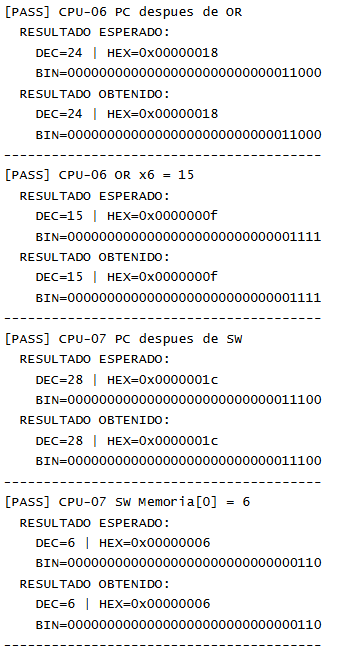 [PASS] CPU-06 PC despues de OR
RESULTADO ESPERADO:
DEC=24 | HEX=0x00000018
BIN=00000000000000000000000000011000
RESULTADO OBTENIDO:
DEC=24 | HEX=0x00000018
BIN=00000000000000000000000000011000
----------------------------------------
[PASS] CPU-06 OR x6 = 15
RESULTADO ESPERADO:
DEC=15 | HEX=0x0000000f
BIN=00000000000000000000000000001111
RESULTADO OBTENIDO:
DEC=15 | HEX=0x0000000f
BIN=00000000000000000000000000001111
----------------------------------------
[PASS] CPU-07 PC despues de SW
RESULTADO ESPERADO:
DEC=28 | HEX=0x0000001c
BIN=00000000000000000000000000011100
RESULTADO OBTENIDO:
DEC=28 | HEX=0x0000001c
BIN=00000000000000000000000000011100
----------------------------------------
[PASS] CPU-07 SW Memoria[0] = 6
RESULTADO ESPERADO:
DEC=6 | HEX=0x00000006
BIN=00000000000000000000000000000110
RESULTADO OBTENIDO:
DEC=6 | HEX=0x00000006
BIN=00000000000000000000000000000110
----------------------------------------